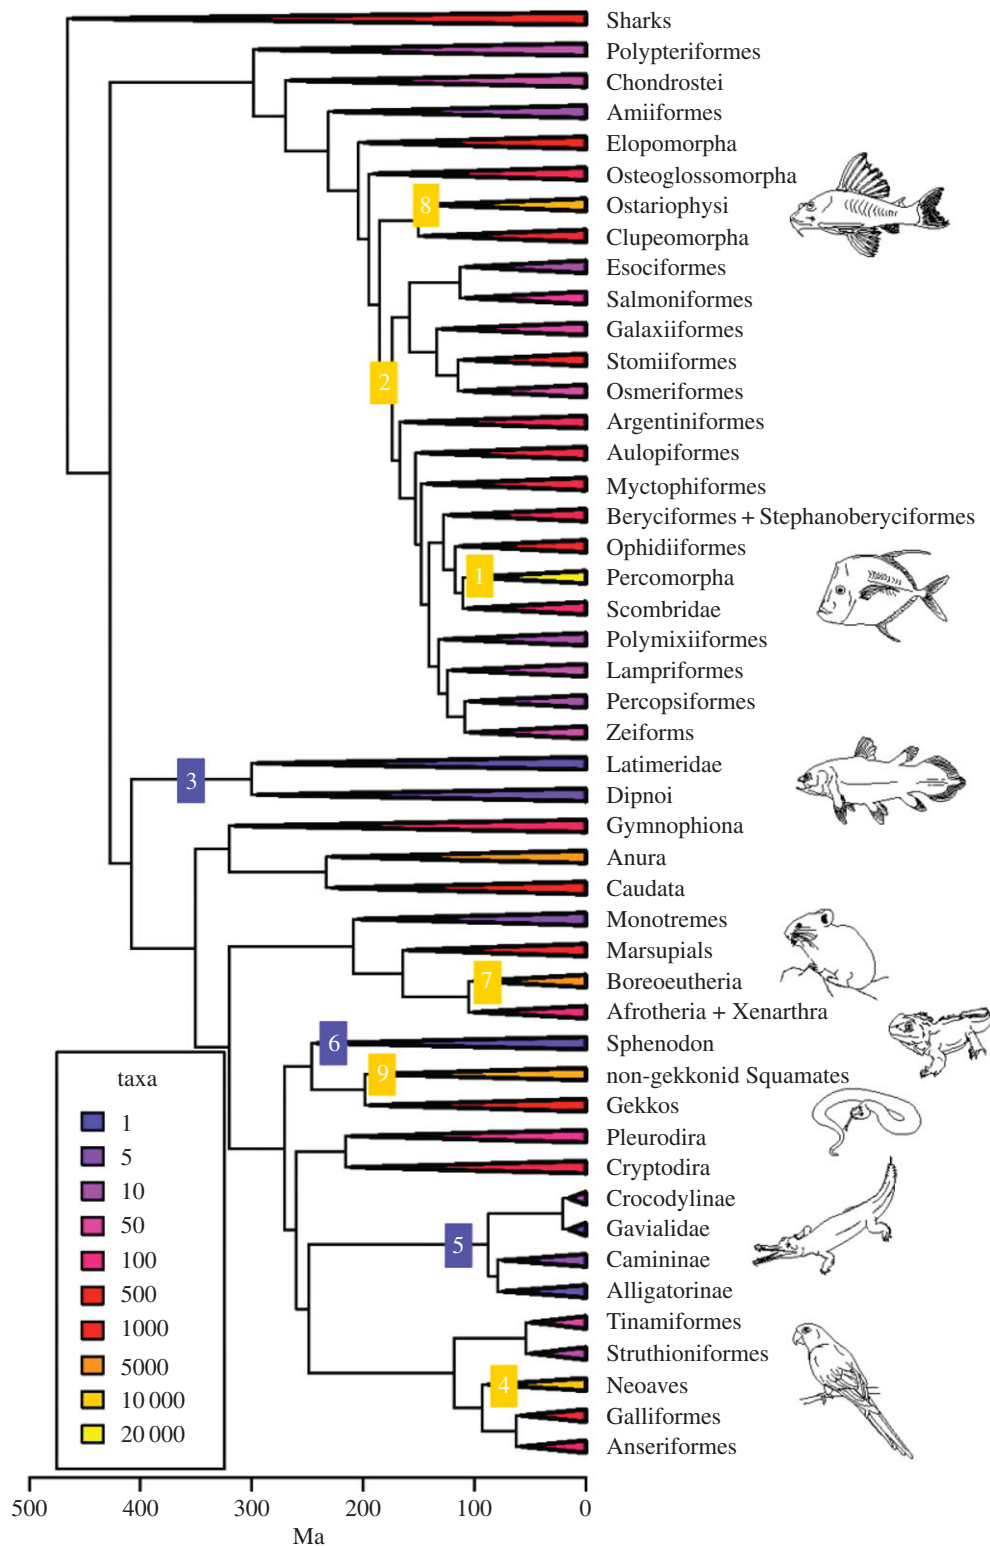 Sharks
Polypteriformes
Chondrostei
Amiiformes
Elopomorpha
Osteoglossomorpha
8
Ostariophysi
Clupeomorpha
Esociformes
Salmoniformes
Galaxiiformes
Stomiiformes
2
Osmeriformes
Argentiniformes
Aulopiformes
Myctophiformes
Beryciformes + Stephanoberyciformes
Ophidiiformes
1
Percomorpha
Scombridae
Polymixiiformes
Lampriformes
Percopsiformes
Zeiforms
Latimeridae
3
Dipnoi
Gymnophiona
Anura
Caudata
Monotremes
Marsupials
7
Boreoeutheria
Afrotheria + Xenarthra
6
Sphenodon
9
non-gekkonid Squamates
Gekkos
Pleurodira
Cryptodira
Crocodylinae
Gavialidae
5
Camininae
Alligatorinae
Tinamiformes
Struthioniformes
4
Neoaves
Galliformes
Anseriformes
taxa
1
5
10
50
100
500
1000
5000
10 000
20 000
500 400 300 200 100 0
Ma